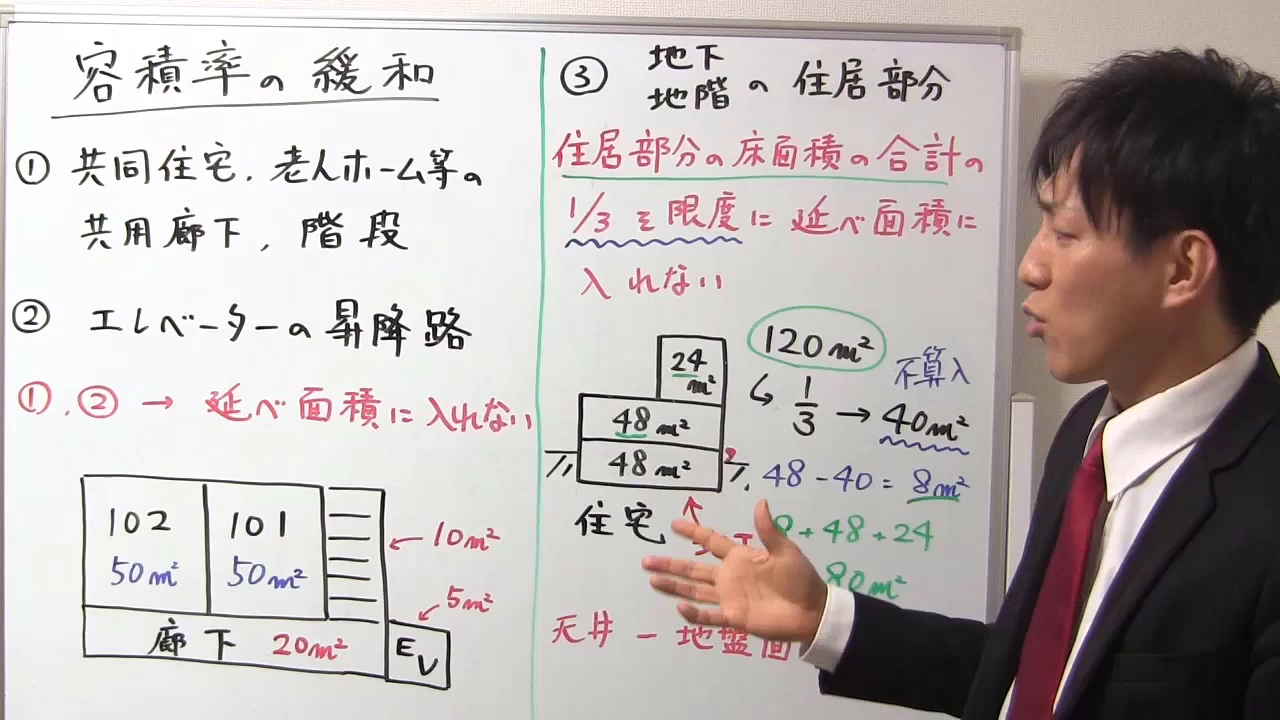 容積率の緩和
① 共同住宅、老人ホーム等の
共用廊下、階段
② エレベーターの昇降路
①、② → 延べ面積に入れない
102
50m²
101
50m²
10m²
5m²
廊下 20m²
EV
③ 地下
地階 の 住居部分
住居部分の床面積の合計の
1/3を限度に延べ面積に
入れない
24
m²
48m²
48m²
住宅
120m²
1/3 → 40m²
不算入
48-40=8m²
8+48+24
80m²
天井-地盤面